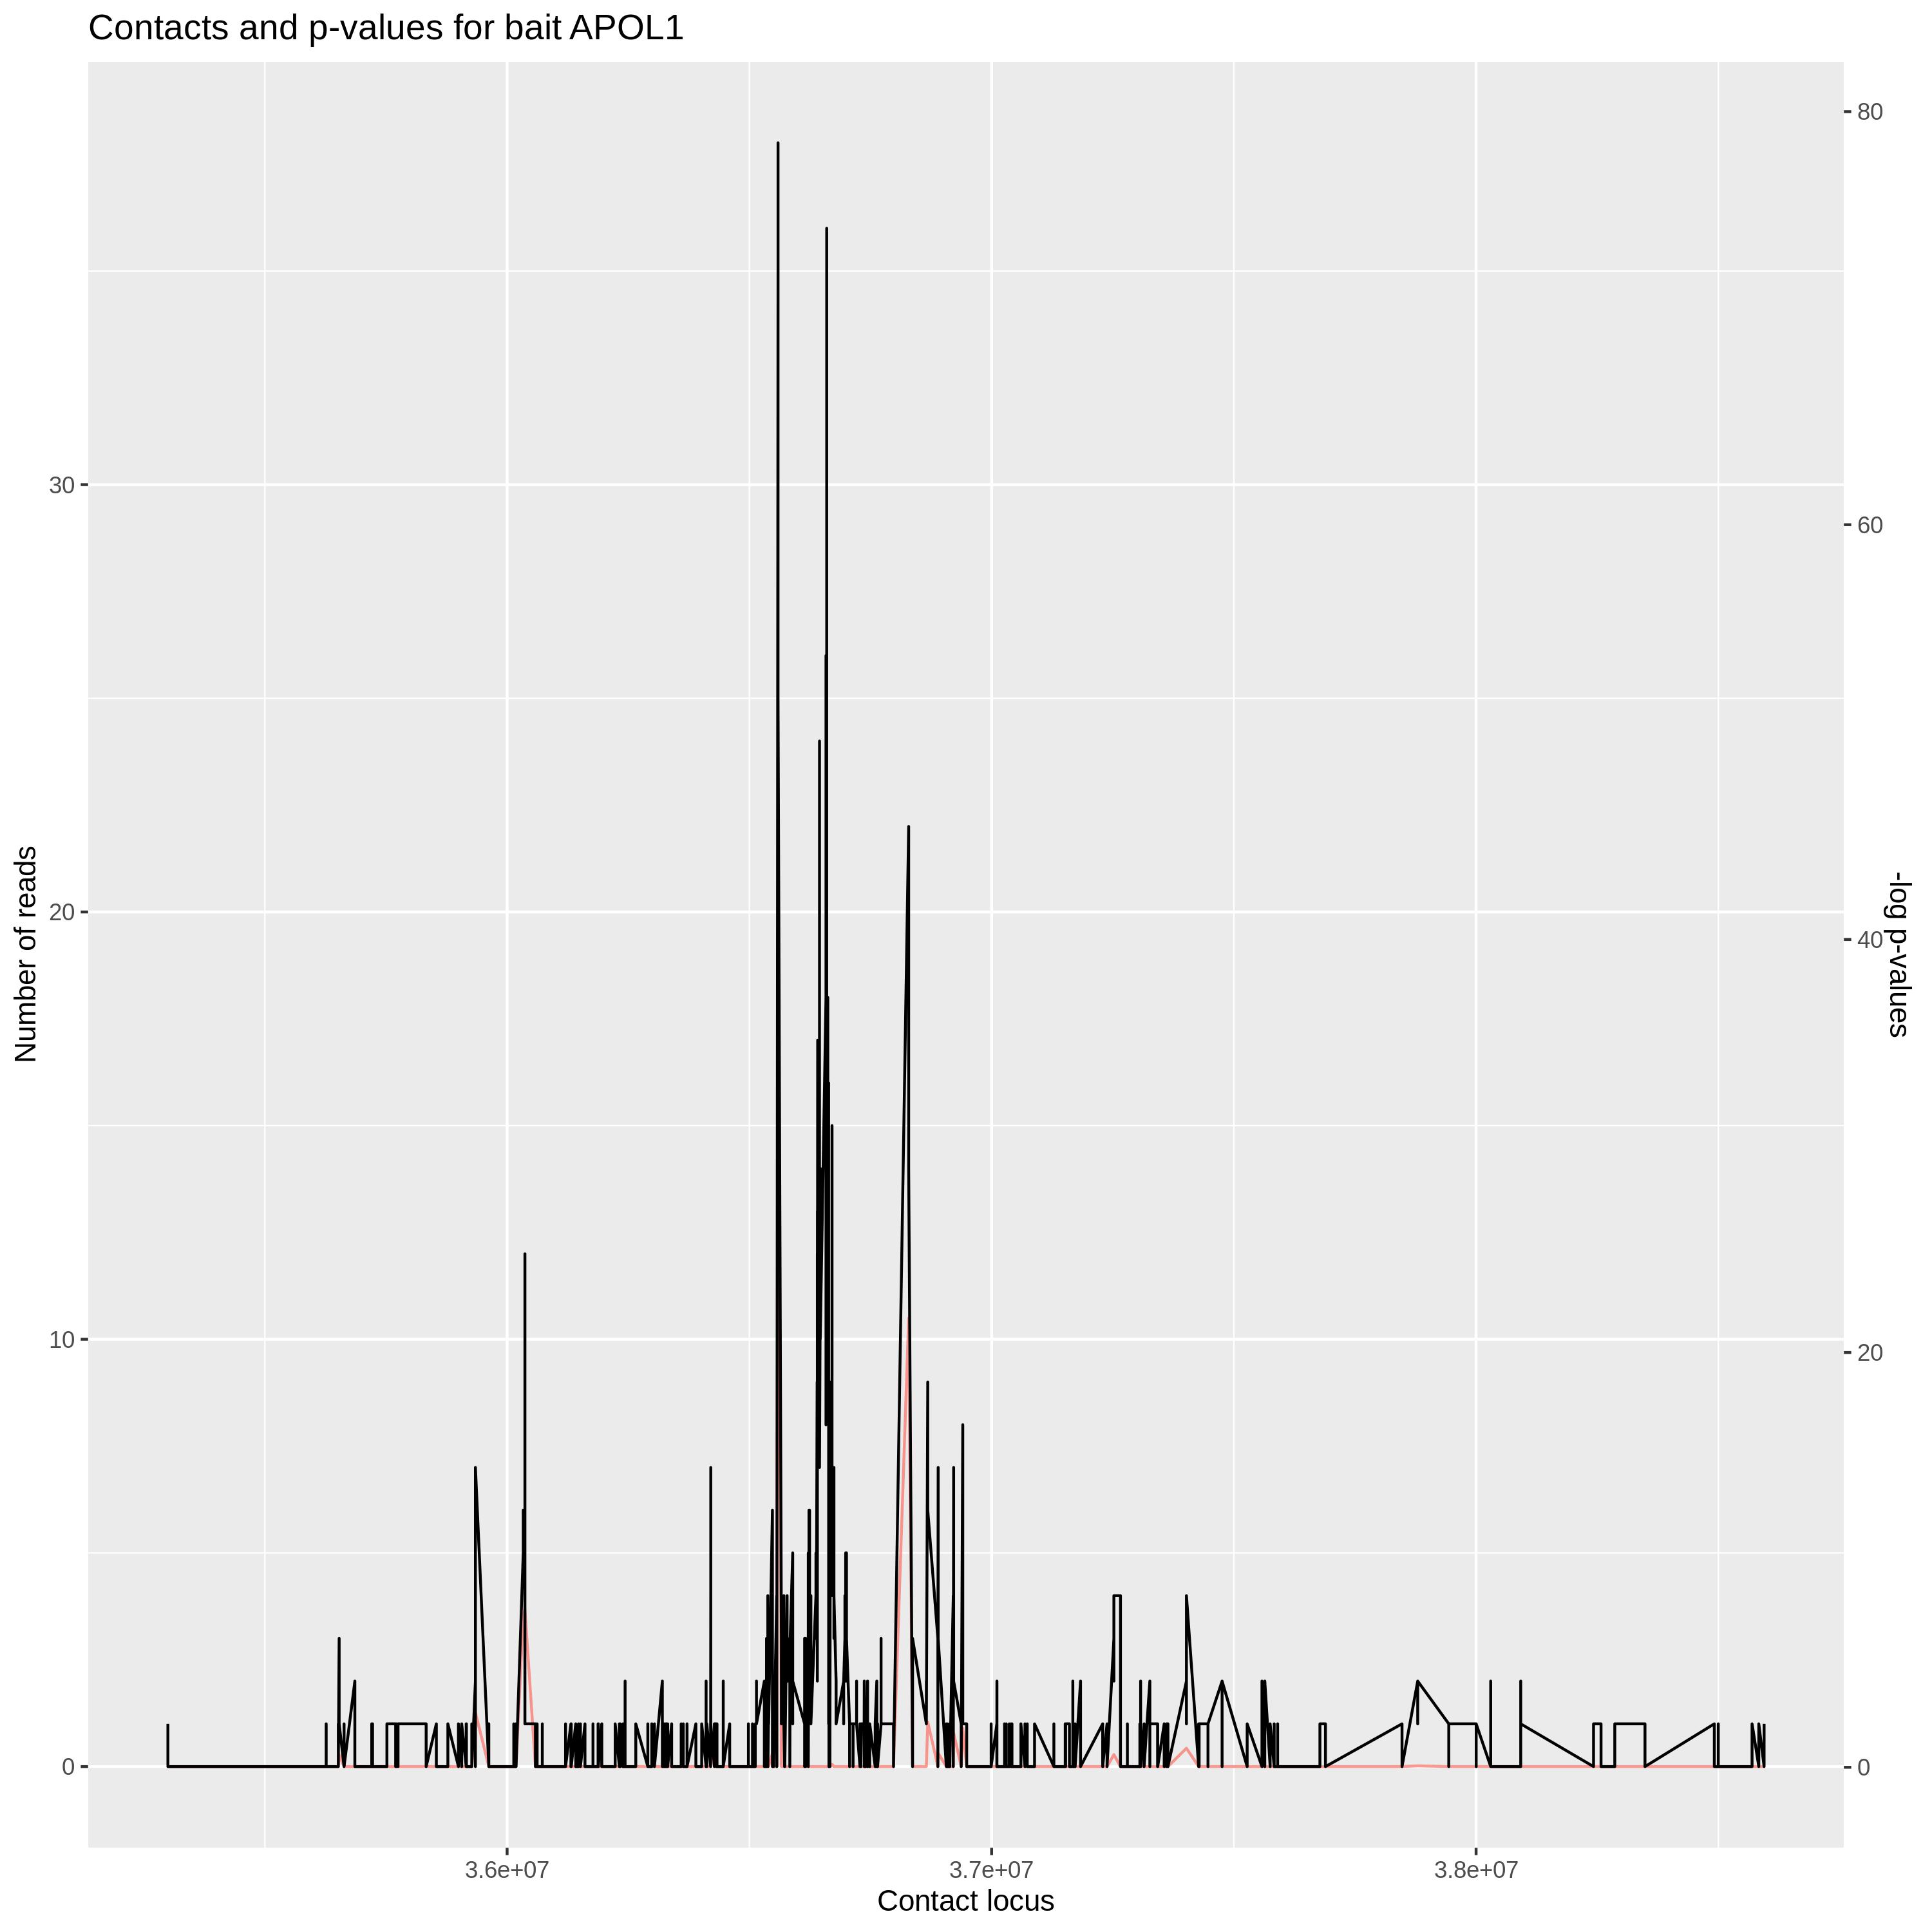 Contacts and p-values for bait APOL1
80
30
60
Number of reads
20
-log p-values
40
10
20
0
0
3.6e+07
3.7e+07
3.8e+07
Contact locus